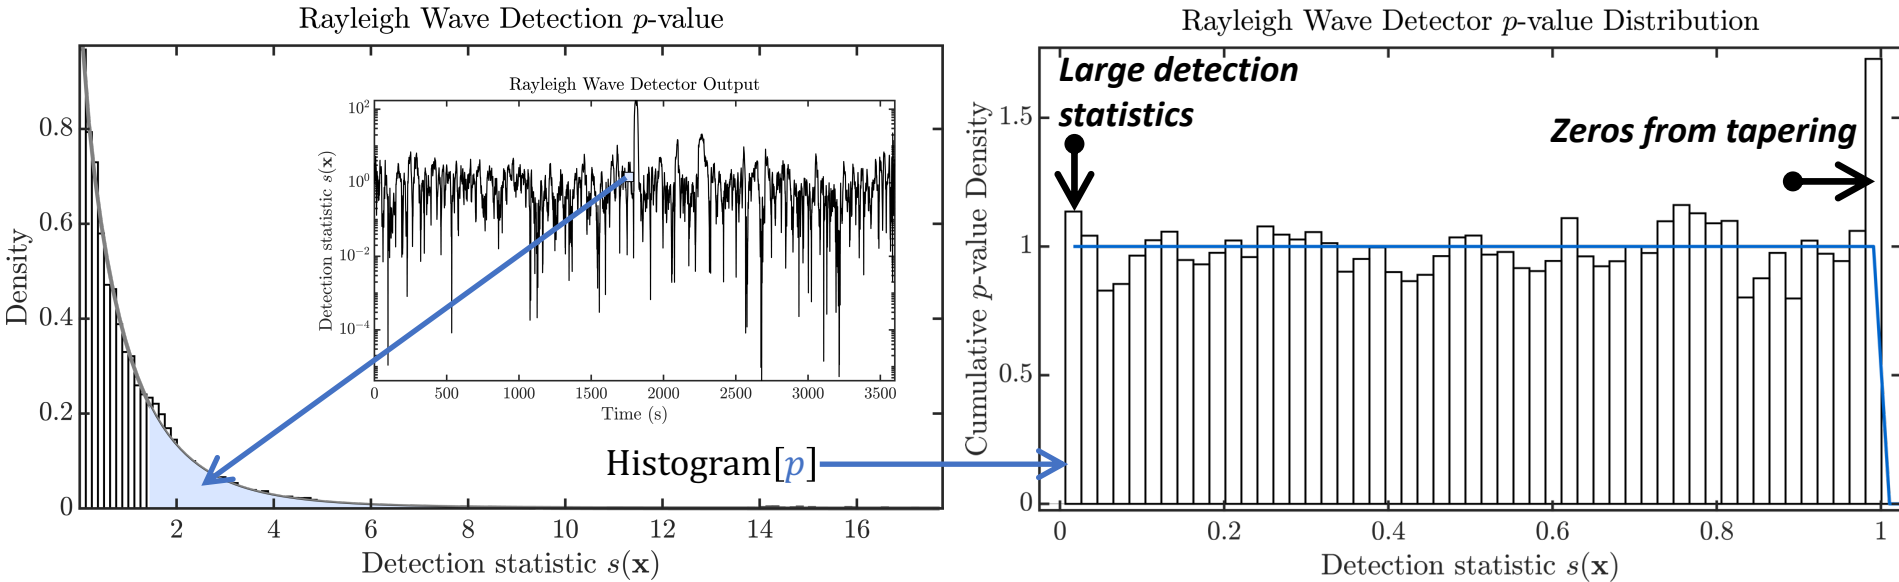 Rayleigh Wave Detection p-value
Density
0.8
0.6
0.4
0.2
0
2
4
6
8
10
12
14
16
Detection statistic s(x)
Rayleigh Wave Detector Output
Detection statistic s(x)
10²
10⁰
10⁻²
10⁻⁴
0
500
1000
1500
2000
2500
3000
3500
Time (s)
Histogram[p]
Rayleigh Wave Detector p-value Distribution
Large detection
statistics
Zeros from tapering
Cumulative p-value Density
1.5
1
0.5
0
0
0.2
0.4
0.6
0.8
1
Detection statistic s(x)